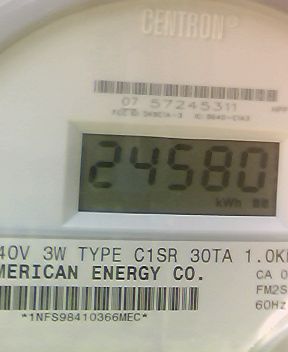 CENTRON®
07 57245311
24580
kWh
40V 3W TYPE C1SR 30TA 1.0K
MERICAN ENERGY CO.
CA 0
FM2S
60Hz
*1NFS98410366MEC*